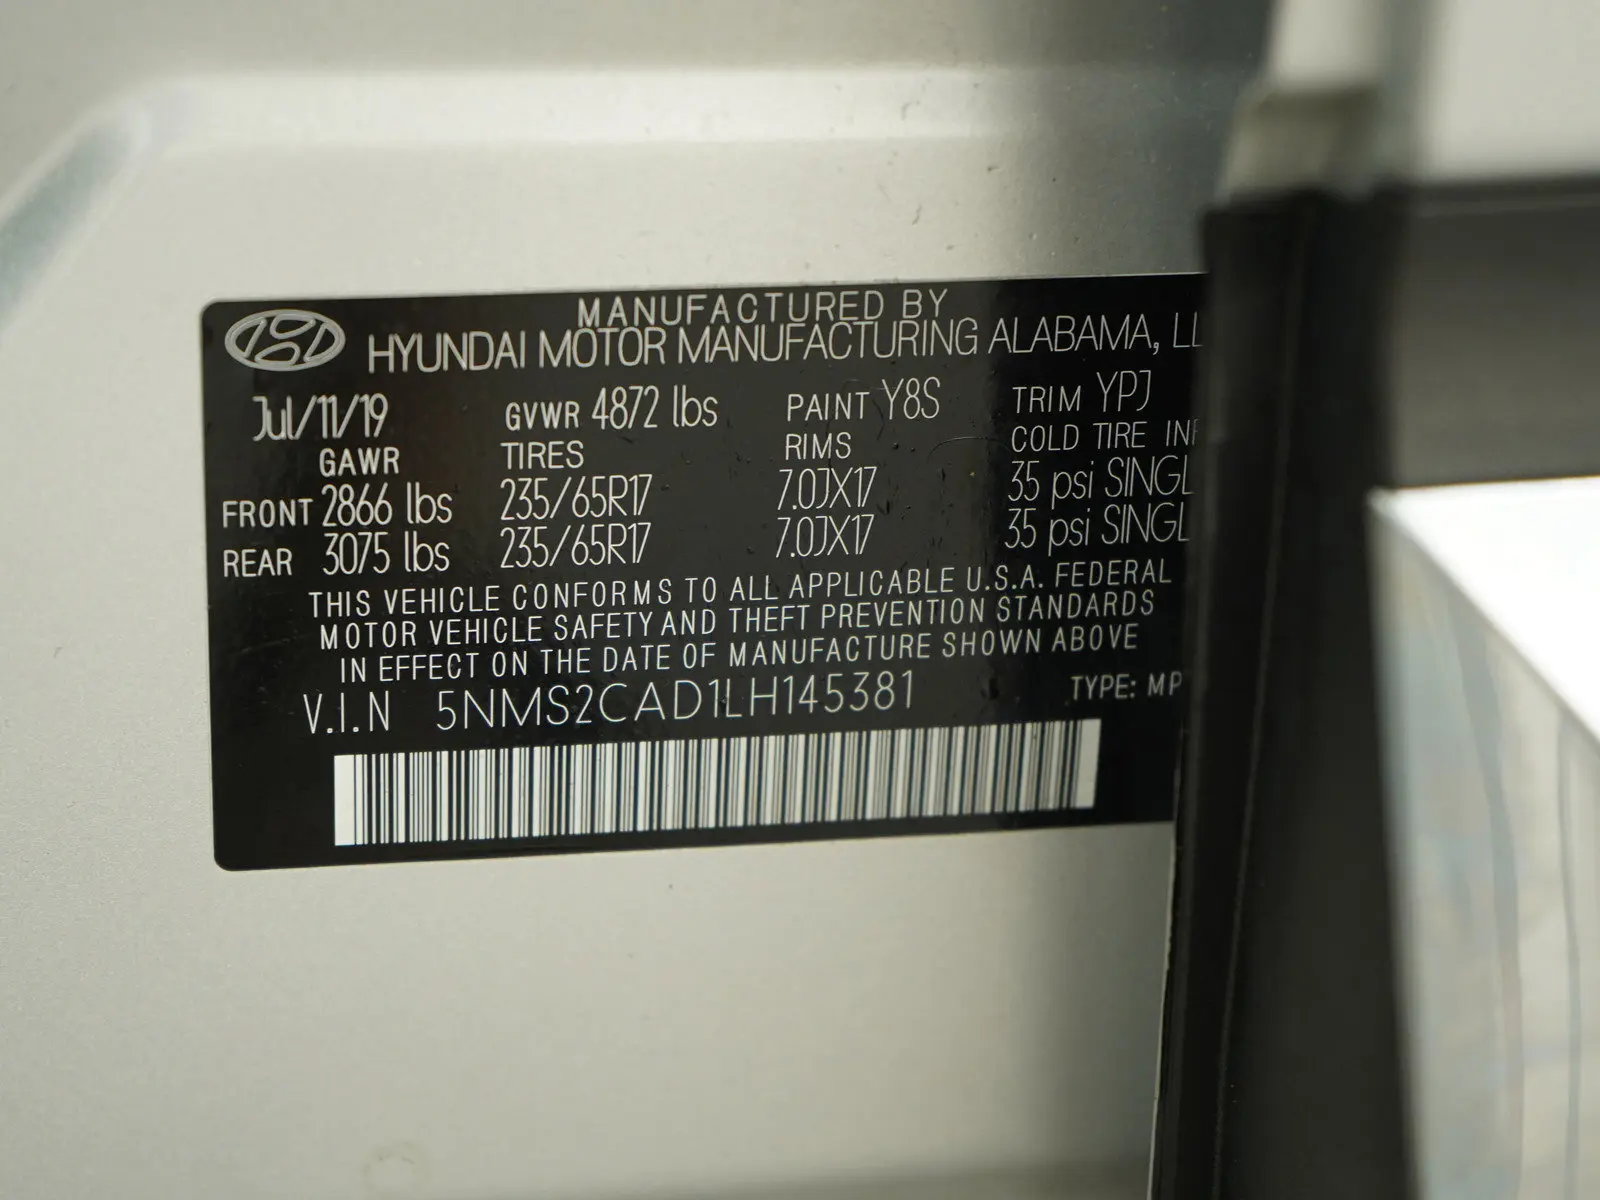 MANUFACTURED BY
HYUNDAI MOTOR MANUFACTURING ALABAMA, LL
Jul/11/19 GVWR 4872 lbs PAINT Y8S TRIM YPJ
GAWR TIRES RIMS COLD TIRE INF
FRONT 2866 lbs 235/65R17 7.0JX17 35 psi SINGL
REAR 3075 lbs 235/65R17 7.0JX17 35 psi SINGL
THIS VEHICLE CONFORMS TO ALL APPLICABLE U.S.A. FEDERAL
MOTOR VEHICLE SAFETY AND THEFT PREVENTION STANDARDS
IN EFFECT ON THE DATE OF MANUFACTURE SHOWN ABOVE
V.I.N 5NMS2CAD1LH145381 TYPE: MP